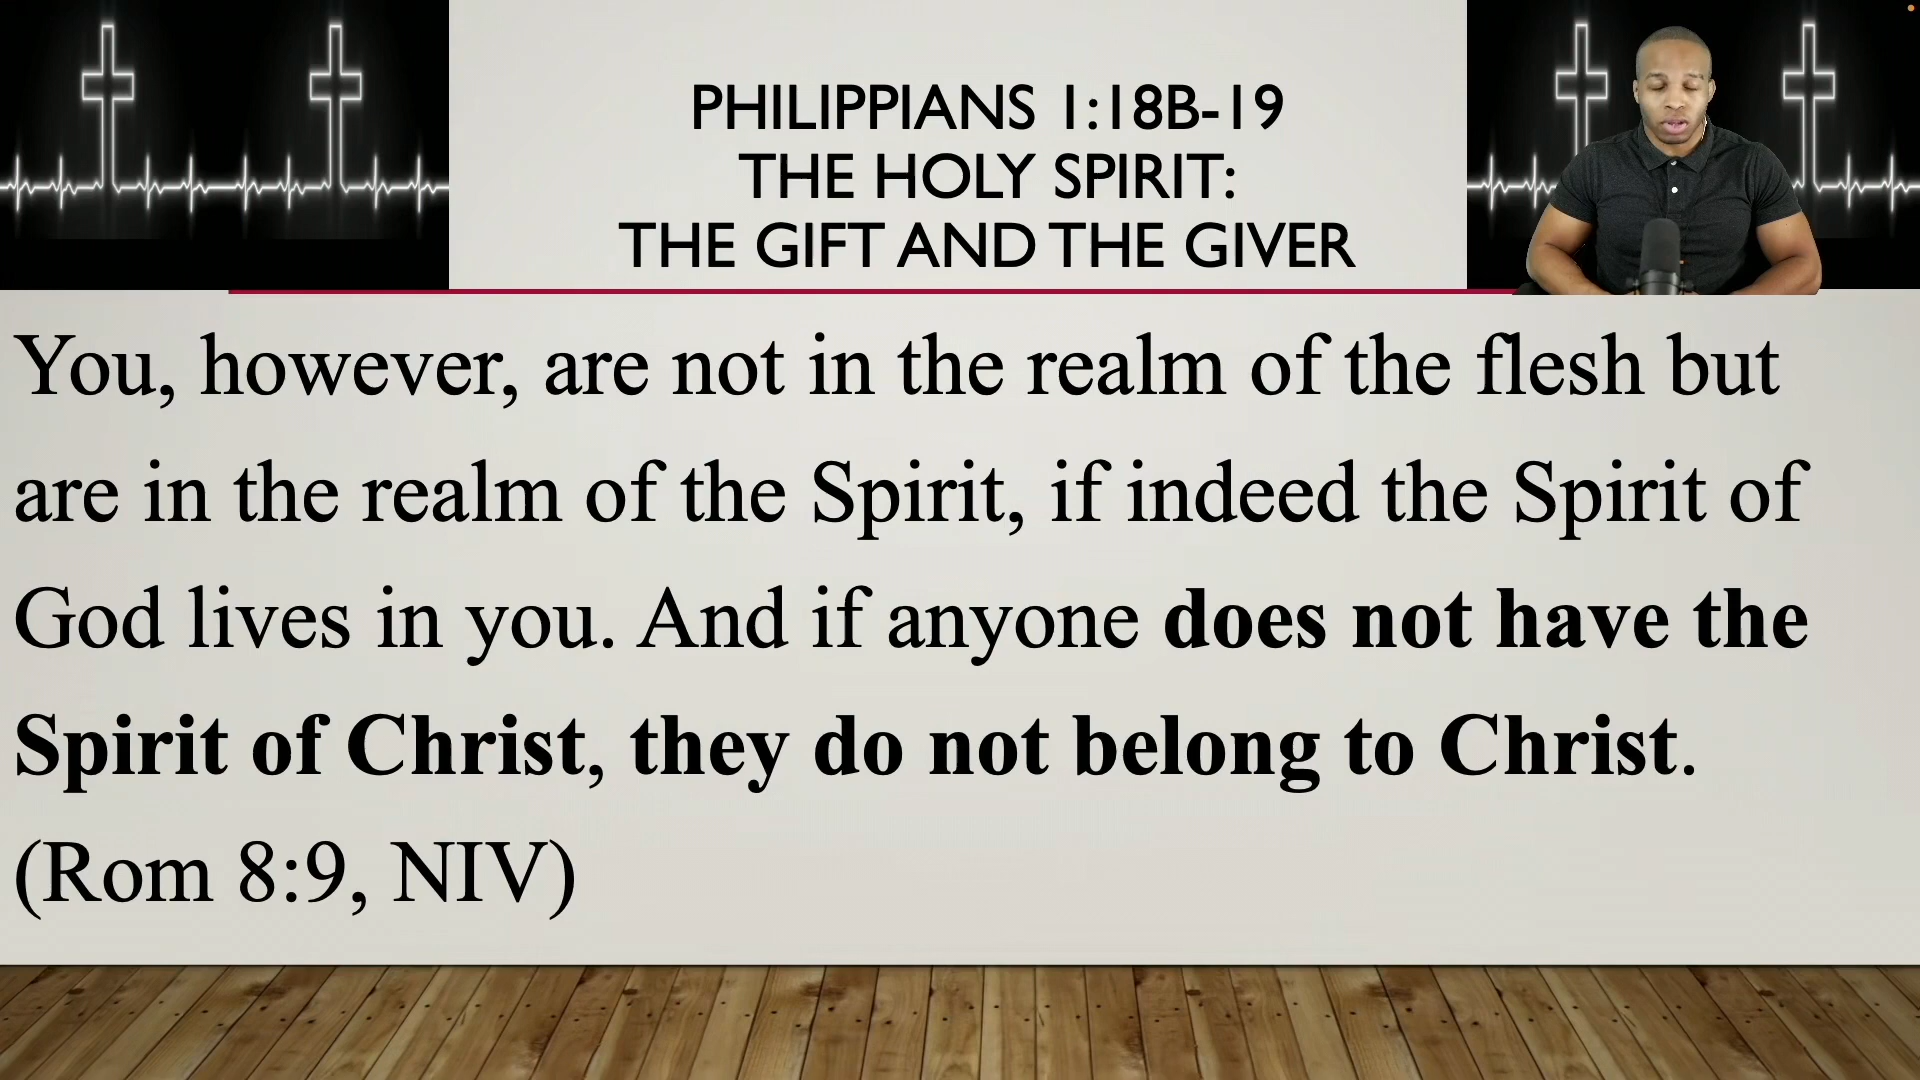 PHILIPPIANS 1:18B-19
THE HOLY SPIRIT:
THE GIFT AND THE GIVER
You, however, are not in the realm of the flesh but
are in the realm of the Spirit, if indeed the Spirit of
God lives in you. And if anyone does not have the
Spirit of Christ, they do not belong to Christ.
(Rom 8:9, NIV)